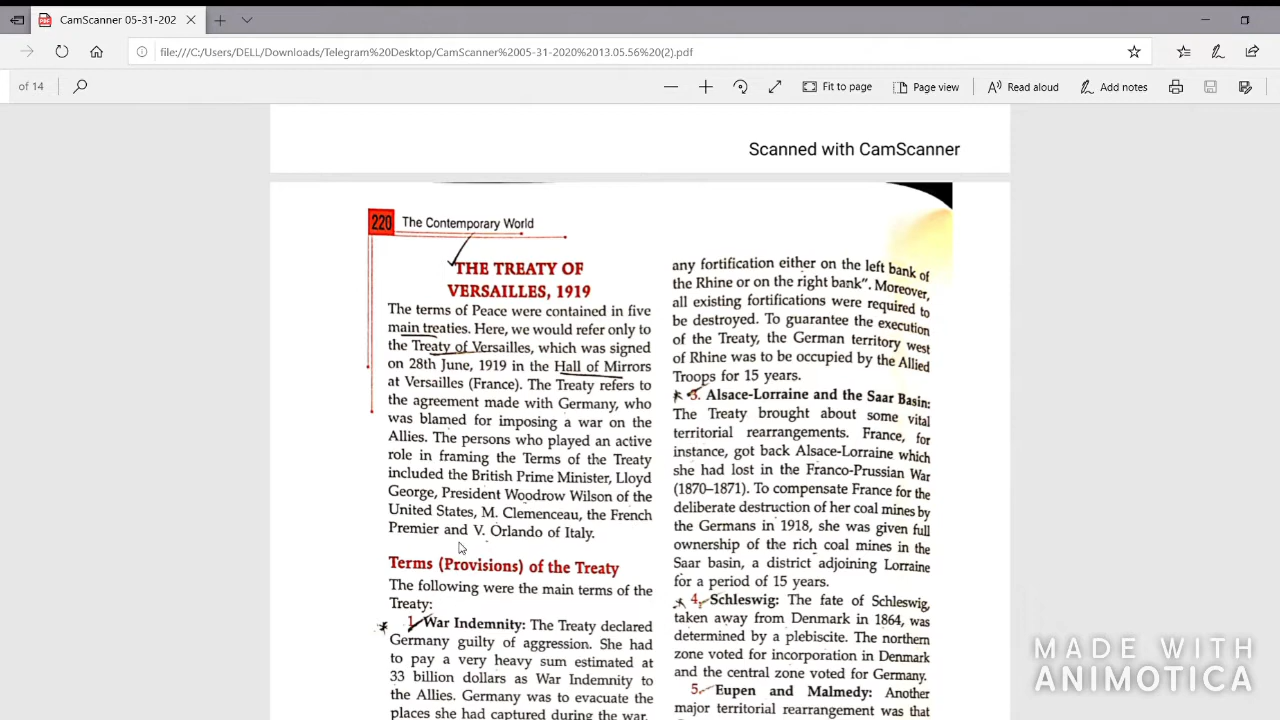 CamScanner 05-31-202
file:///C:/Users/DELL/Downloads/Telegram%20Desktop/CamScanner%2005-31-2020%2013.05.56%20(2).pdf
of 14
Fit to page
Page view
Read aloud
Add notes
Scanned with CamScanner
220 The Contemporary World
THE TREATY OF
VERSAILLES, 1919
The terms of Peace were contained in five
main treaties. Here, we would refer only to
the Treaty of Versailles, which was signed
on 28th June, 1919 in the Hall of Mirrors
at Versailles (France). The Treaty refers to
the agreement made with Germany, who
was blamed for imposing a war on the
Allies. The persons who played an active
role in framing the Terms of the Treaty
included the British Prime Minister, Lloyd
George, President Woodrow Wilson of the
United States, M. Clemenceau, the French
Premier and V. Orlando of Italy.
Terms (Provisions) of the Treaty
The following were the main terms of the
Treaty:
1. War Indemnity: The Treaty declared
Germany guilty of aggression. She had
to pay a very heavy sum estimated at
33 billion dollars as War Indemnity to
the Allies. Germany was to evacuate the
places she had captured during the war.
any fortification either on the left bank of
the Rhine or on the right bank”. Moreover,
all existing fortifications were required to
be destroyed. To guarantee the execution
of the Treaty, the German territory west
of Rhine was to be occupied by the Allied
Troops for 15 years.
3. Alsace-Lorraine and the Saar Basin:
The Treaty brought about some vital
territorial rearrangements. France, for
instance, got back Alsace-Lorraine which
she had lost in the Franco-Prussian War
(1870–1871). To compensate France for the
deliberate destruction of her coal mines by
the Germans in 1918, she was given full
ownership of the rich coal mines in the
Saar basin, a district adjoining Lorraine
for a period of 15 years.
4. Schleswig: The fate of Schleswig,
taken away from Denmark in 1864, was
determined by a plebiscite. The northern
zone voted for incorporation in Denmark
and the central zone voted for Germany.
5. Eupen and Malmedy: Another
major territorial rearrangement was that
MADE WITH
ANIMOTICA